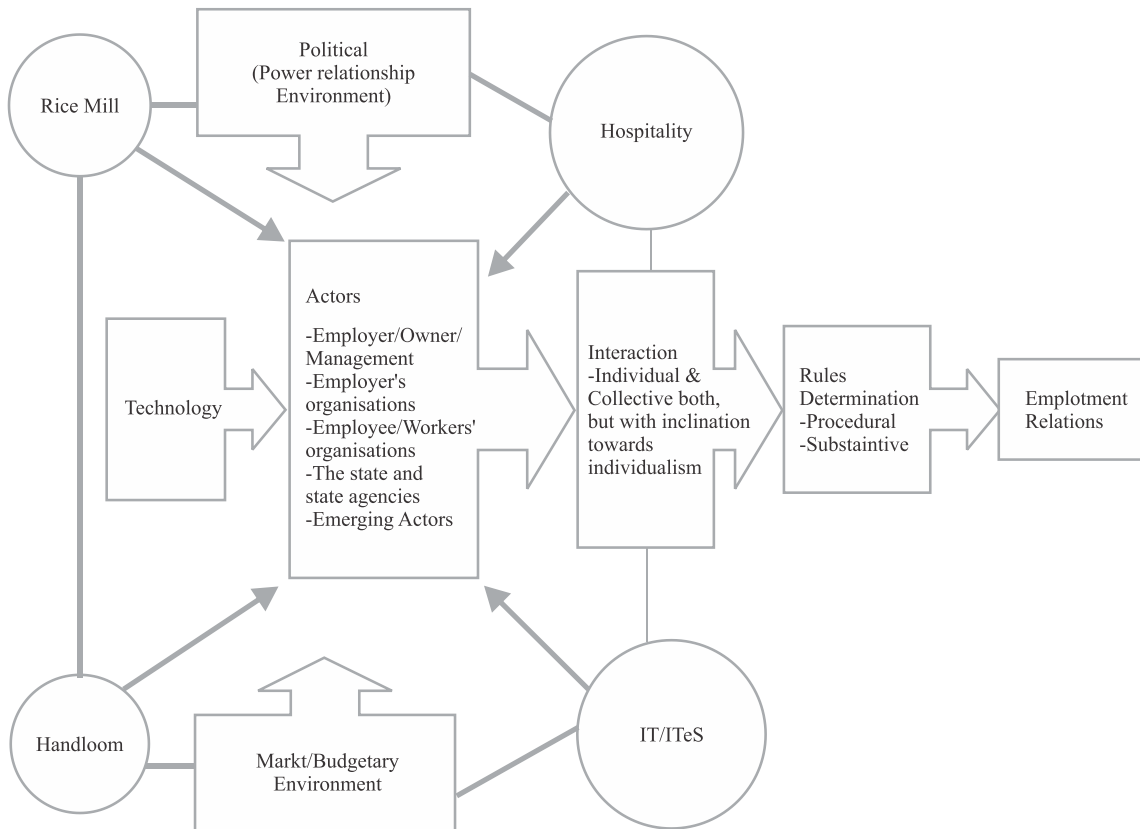 Political
(Power relationship
Environment)
Rice Mill
Hospitality
Technology
Actors
-Employer/Owner/
Management
-Employer's
organisations
-Employee/Workers'
organisations
-The state and
state agencies
-Emerging Actors
Interaction
-Individual &
Collective both,
but with inclination
towards
individualism
Rules
Determination
-Procedural
-Substaintive
Emplotment
Relations
Handloom
Markt/Budgetary
Environment
IT/ITeS